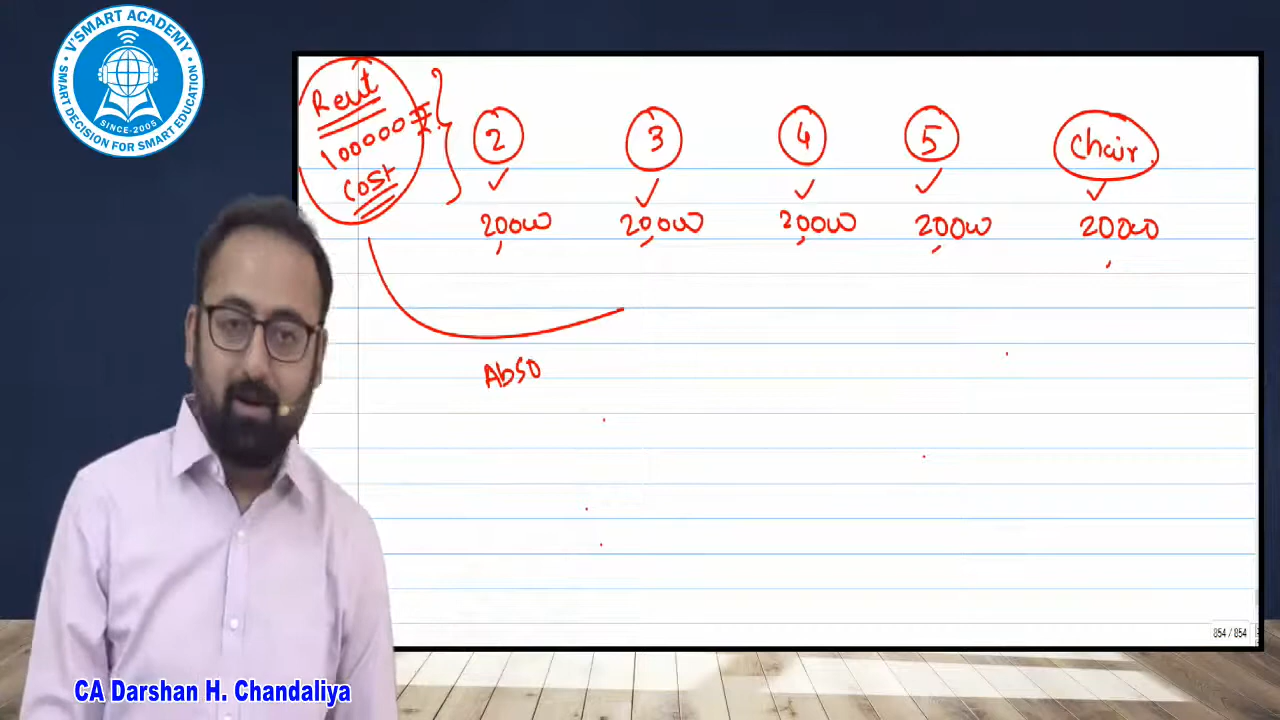 V'SMART ACADEMY
SMART DECISION FOR SMART EDUCATION
SINCE-2005
Rent
100000
Cost
2 3 4 5 Chair
20000 20000 20000 20000 20000
Abso
854 / 854
CA Darshan H. Chandaliya